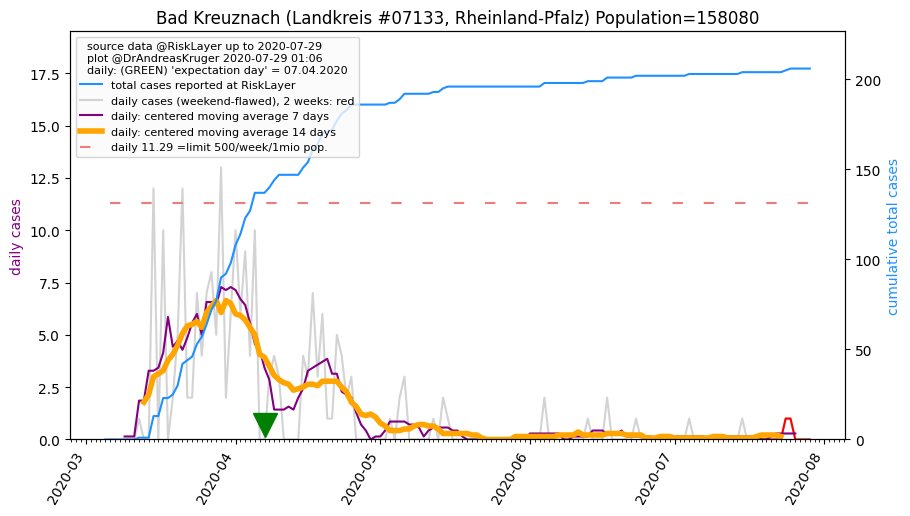 Bad Kreuznach (Landkreis #07133, Rheinland-Pfalz) Population=158080
source data @RiskLayer up to 2020-07-29
plot @DrAndreasKruger 2020-07-29 01:06
daily: (GREEN) 'expectation day' = 07.04.2020
total cases reported at RiskLayer
daily cases (weekend-flawed), 2 weeks: red
daily: centered moving average 7 days
daily: centered moving average 14 days
daily 11.29 =limit 500/week/1mio pop.
daily cases
17.5
15.0
12.5
10.0
7.5
5.0
2.5
0.0
200
150
100
50
0
cumulative total cases
2020-03
2020-04
2020-05
2020-06
2020-07
2020-08